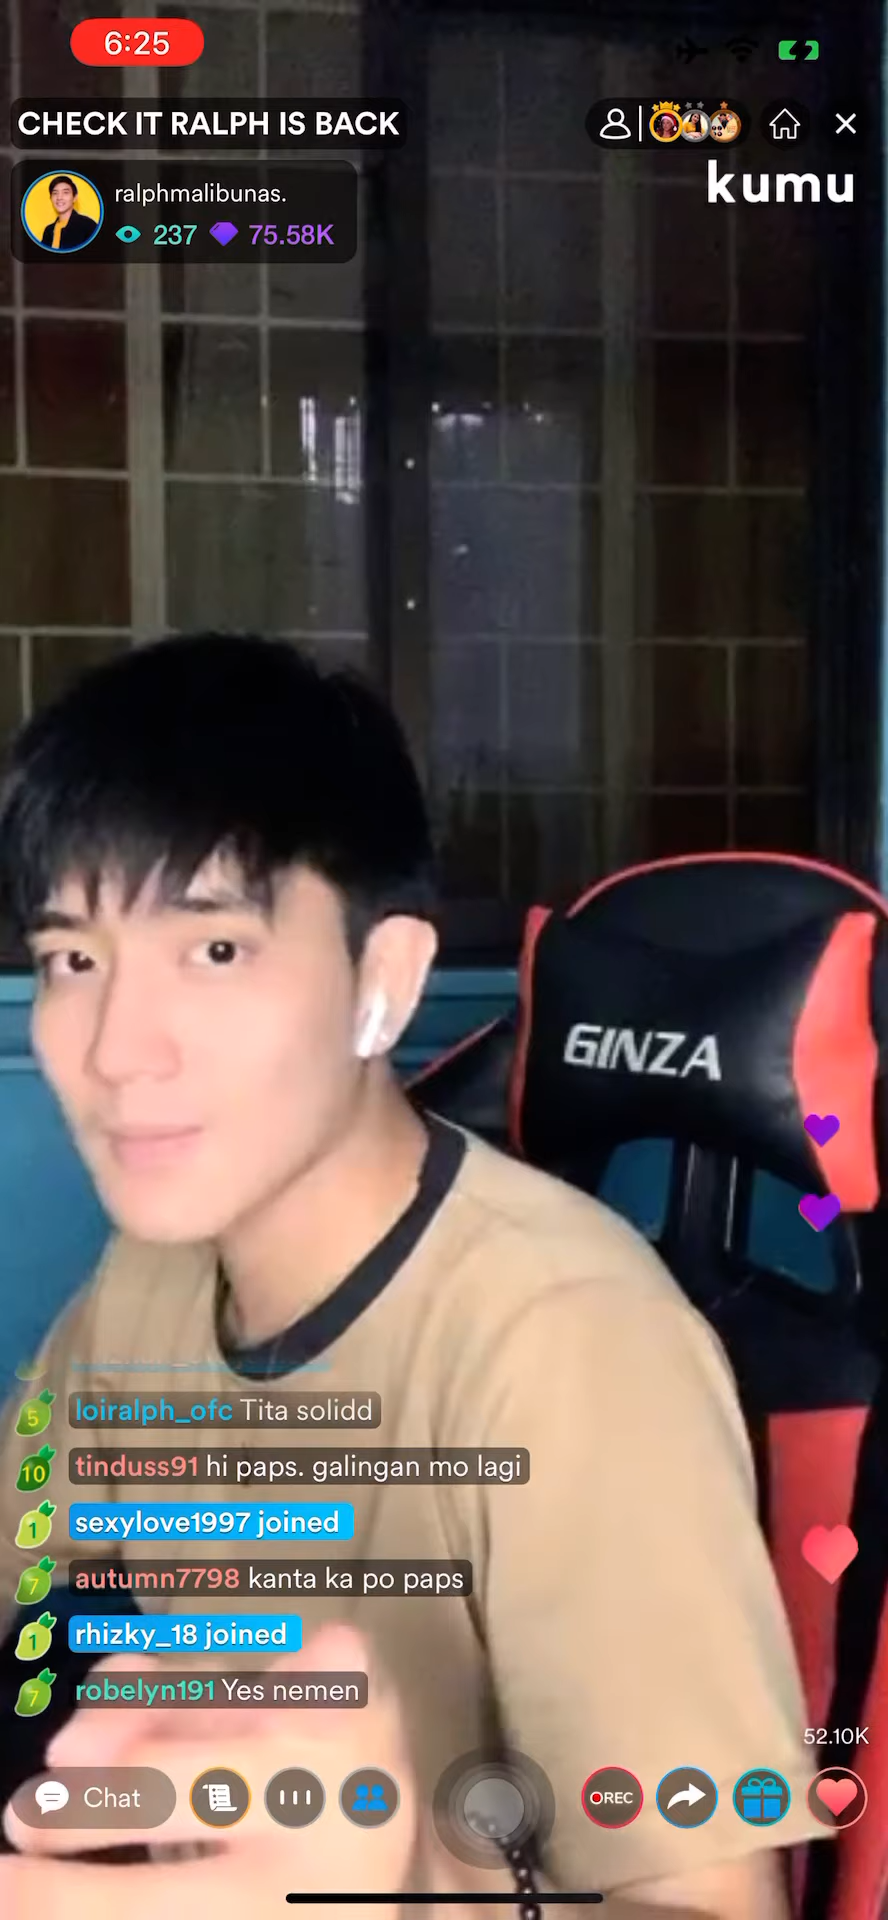 6:25
CHECK IT RALPH IS BACK
kumu
ralphmalibunas.
237 75.58K
GINZA
5 loiralph_ofc Tita solidd
10 tinduss91 hi paps. galingan mo lagi
1 sexylove1997 joined
7 autumn7798 kanta ka po paps
1 rhizky_18 joined
7 robelyn191 Yes nemen
52.10K
Chat
REC